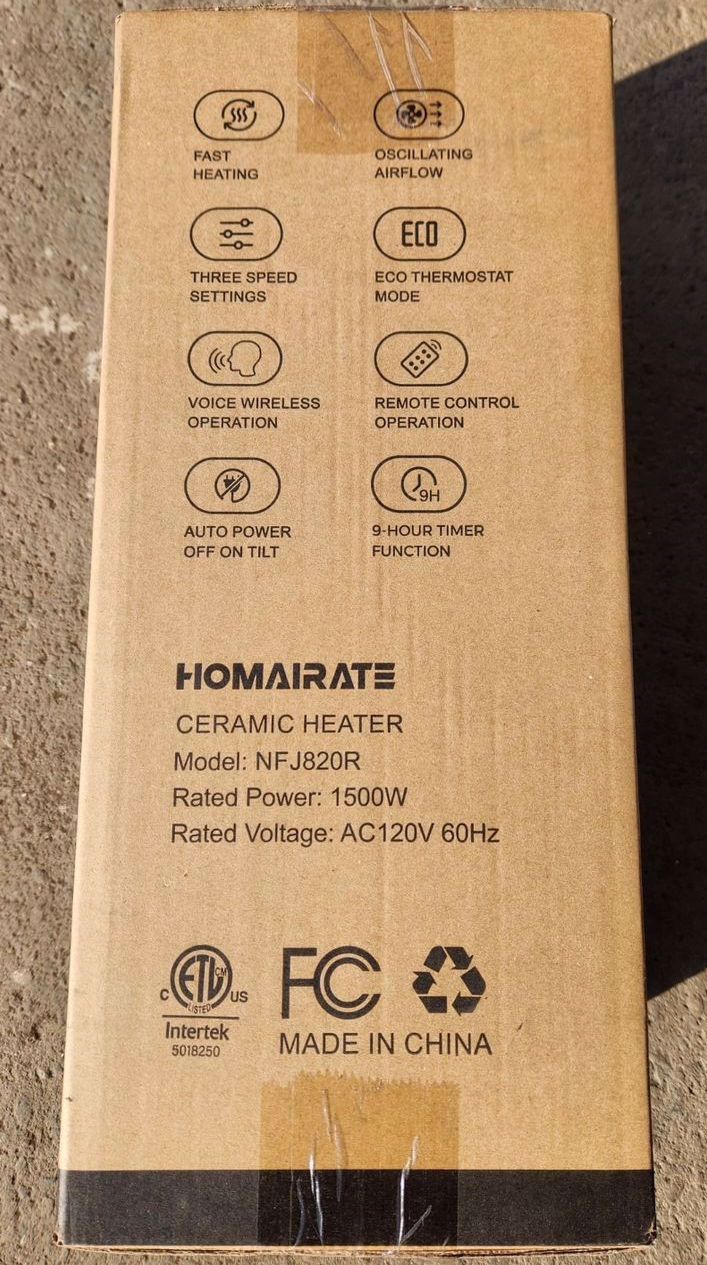 FAST
HEATING
OSCILLATING
AIRFLOW
THREE SPEED
SETTINGS
ECO
ECO THERMOSTAT
MODE
VOICE WIRELESS
OPERATION
REMOTE CONTROL
OPERATION
AUTO POWER
OFF ON TILT
9H
9-HOUR TIMER
FUNCTION
HOMAIRATE
CERAMIC HEATER
Model: NFJ820R
Rated Power: 1500W
Rated Voltage: AC120V 60Hz
C ETL CM US
LISTED
Intertek
5018250
FC
MADE IN CHINA